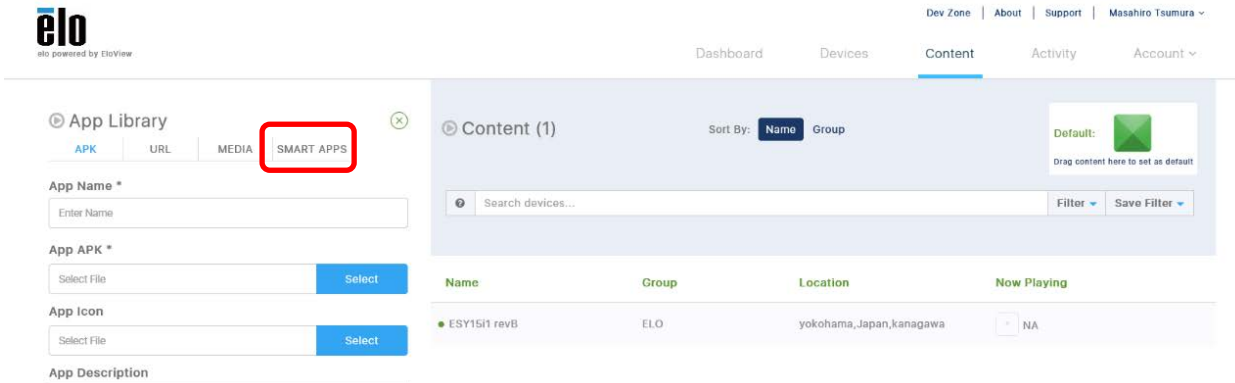 Dev Zone | About | Support | Masahiro Tsumura
elo
elo powered by EloView
Dashboard Devices Content Activity Account
App Library
APK URL MEDIA SMART APPS
App Name *
Enter Name
App APK *
Select File Select
App Icon
Select File Select
App Description
Content (1)
Sort By: Name Group
Default:
Drag content here to set as default
Search devices... Filter Save Filter
Name Group Location Now Playing
ESY15i1 revB ELO yokohama,Japan,kanagawa NA